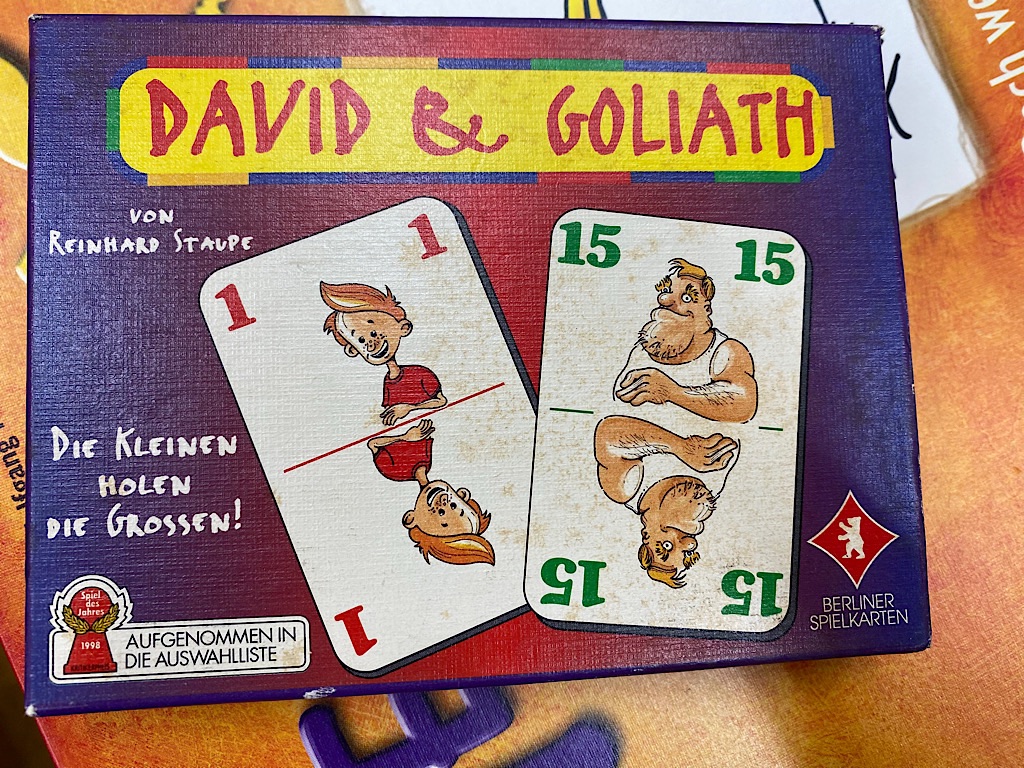 DAVID & GOLIATH
VON
REINHARD STAUPE
1
1
15
15
DIE KLEINEN
HOLEN
DIE GROSSEN!
1
15
15
Spiel
des
Jahres
1998
AUFGENOMMEN IN
DIE AUSWAHLLISTE
BERLINER
SPIELKARTEN